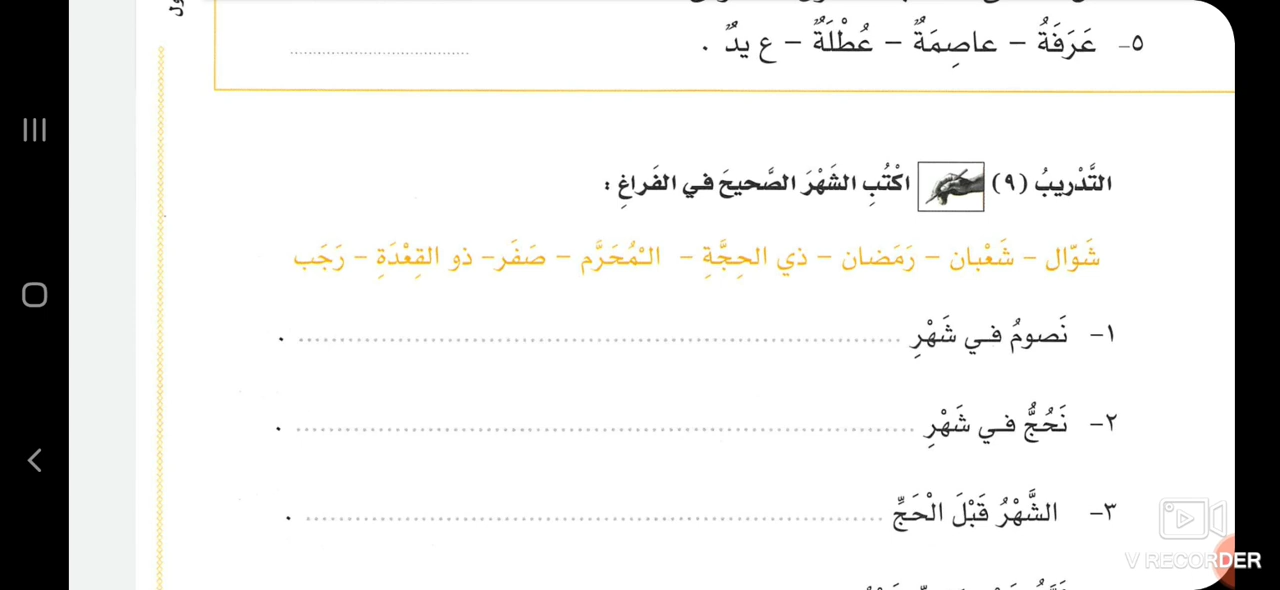 ٥- عَرَفَةُ - عاصِمَةٌ - عُطْلَةٌ - ع يدٌ .
التَّدْريبُ (٩) اكْتُبِ الشَهْرَ الصَّحيحَ في الفَراغِ :
شَوّال - شَعْبان - رَمَضان - ذي الحِجَّةِ - الـْمُحَرَّم - صَفَر- ذو القِعْدَةِ - رَجَب
١- نَصومُ في شَهْرِ .................... .
٢- نَحُجُّ في شَهْرِ .................... .
٣- الشَّهْرُ قَبْلَ الْحَجِّ .................... .
V RECORDER